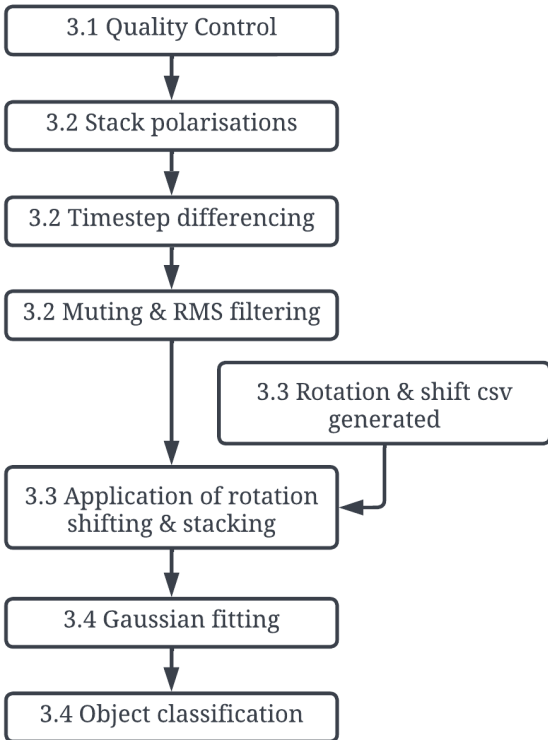 3.1 Quality Control
3.2 Stack polarisations
3.2 Timestep differencing
3.2 Muting & RMS filtering
3.3 Rotation & shift csv
generated
3.3 Application of rotation
shifting & stacking
3.4 Gaussian fitting
3.4 Object classification